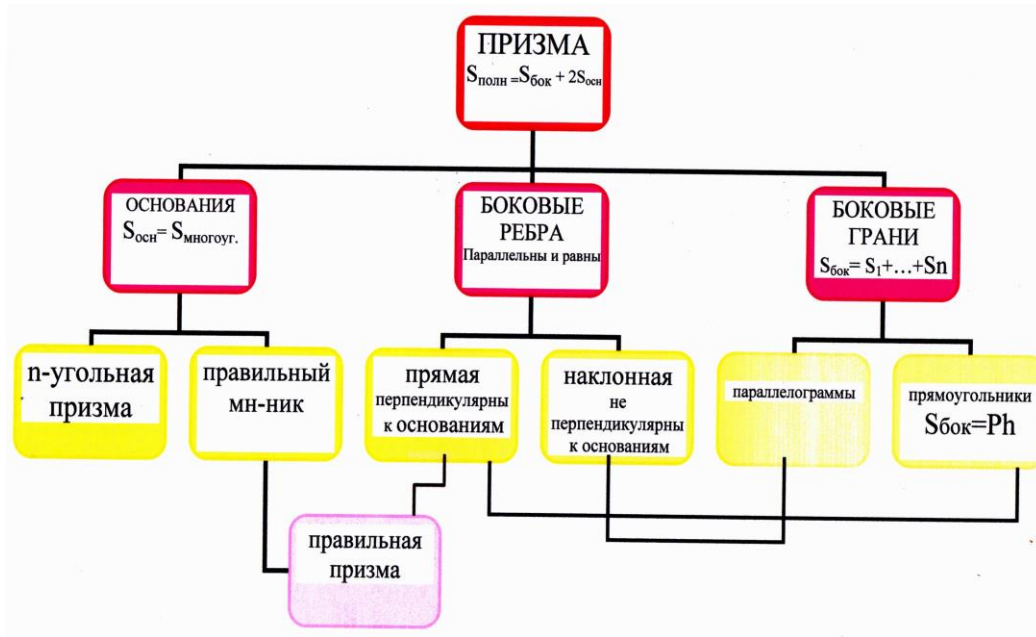 ПРИЗМА
Sполн =Sбок + 2Sосн
ОСНОВАНИЯ
Sосн= Sмногоуг.
БОКОВЫЕ
РЕБРА
Параллельны и равны
БОКОВЫЕ
ГРАНИ
Sбок= S1+…+Sn
n-угольная
призма
правильный
мн-ник
прямая
перпендикулярны
к основаниям
наклонная
не
перпендикулярны
к основаниям
параллелограммы
прямоугольники
Sбок=Ph
правильная
призма